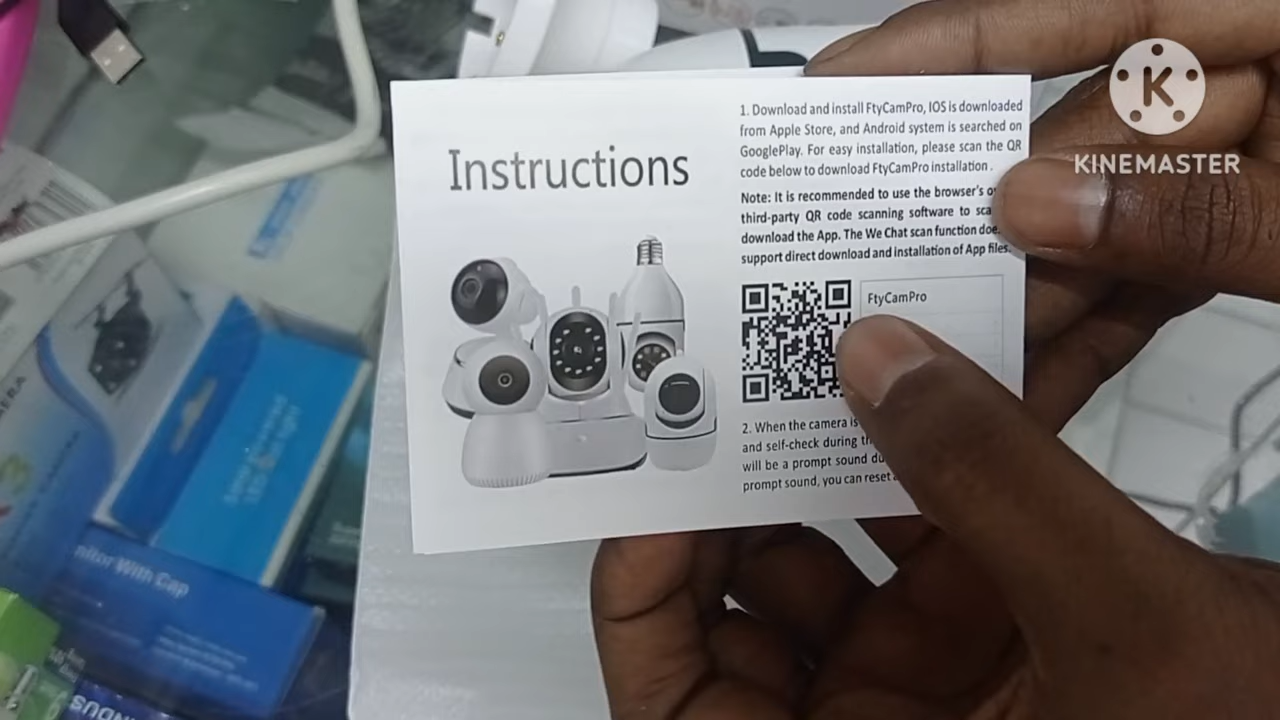 Instructions
1. Download and install FtyCamPro, IOS is downloaded
from Apple Store, and Android system is searched on
GooglePlay. For easy installation, please scan the QR
code below to download FtyCamPro installation .
Note: It is recommended to use the browser's
third-party QR code scanning software to
download the App. The We Chat scan function
support direct download and installation of App files.
FtyCamPro
2. When the camera is
and self-check during
will be a prompt sound
prompt sound, you can reset
K
KINEMASTER
With Cap